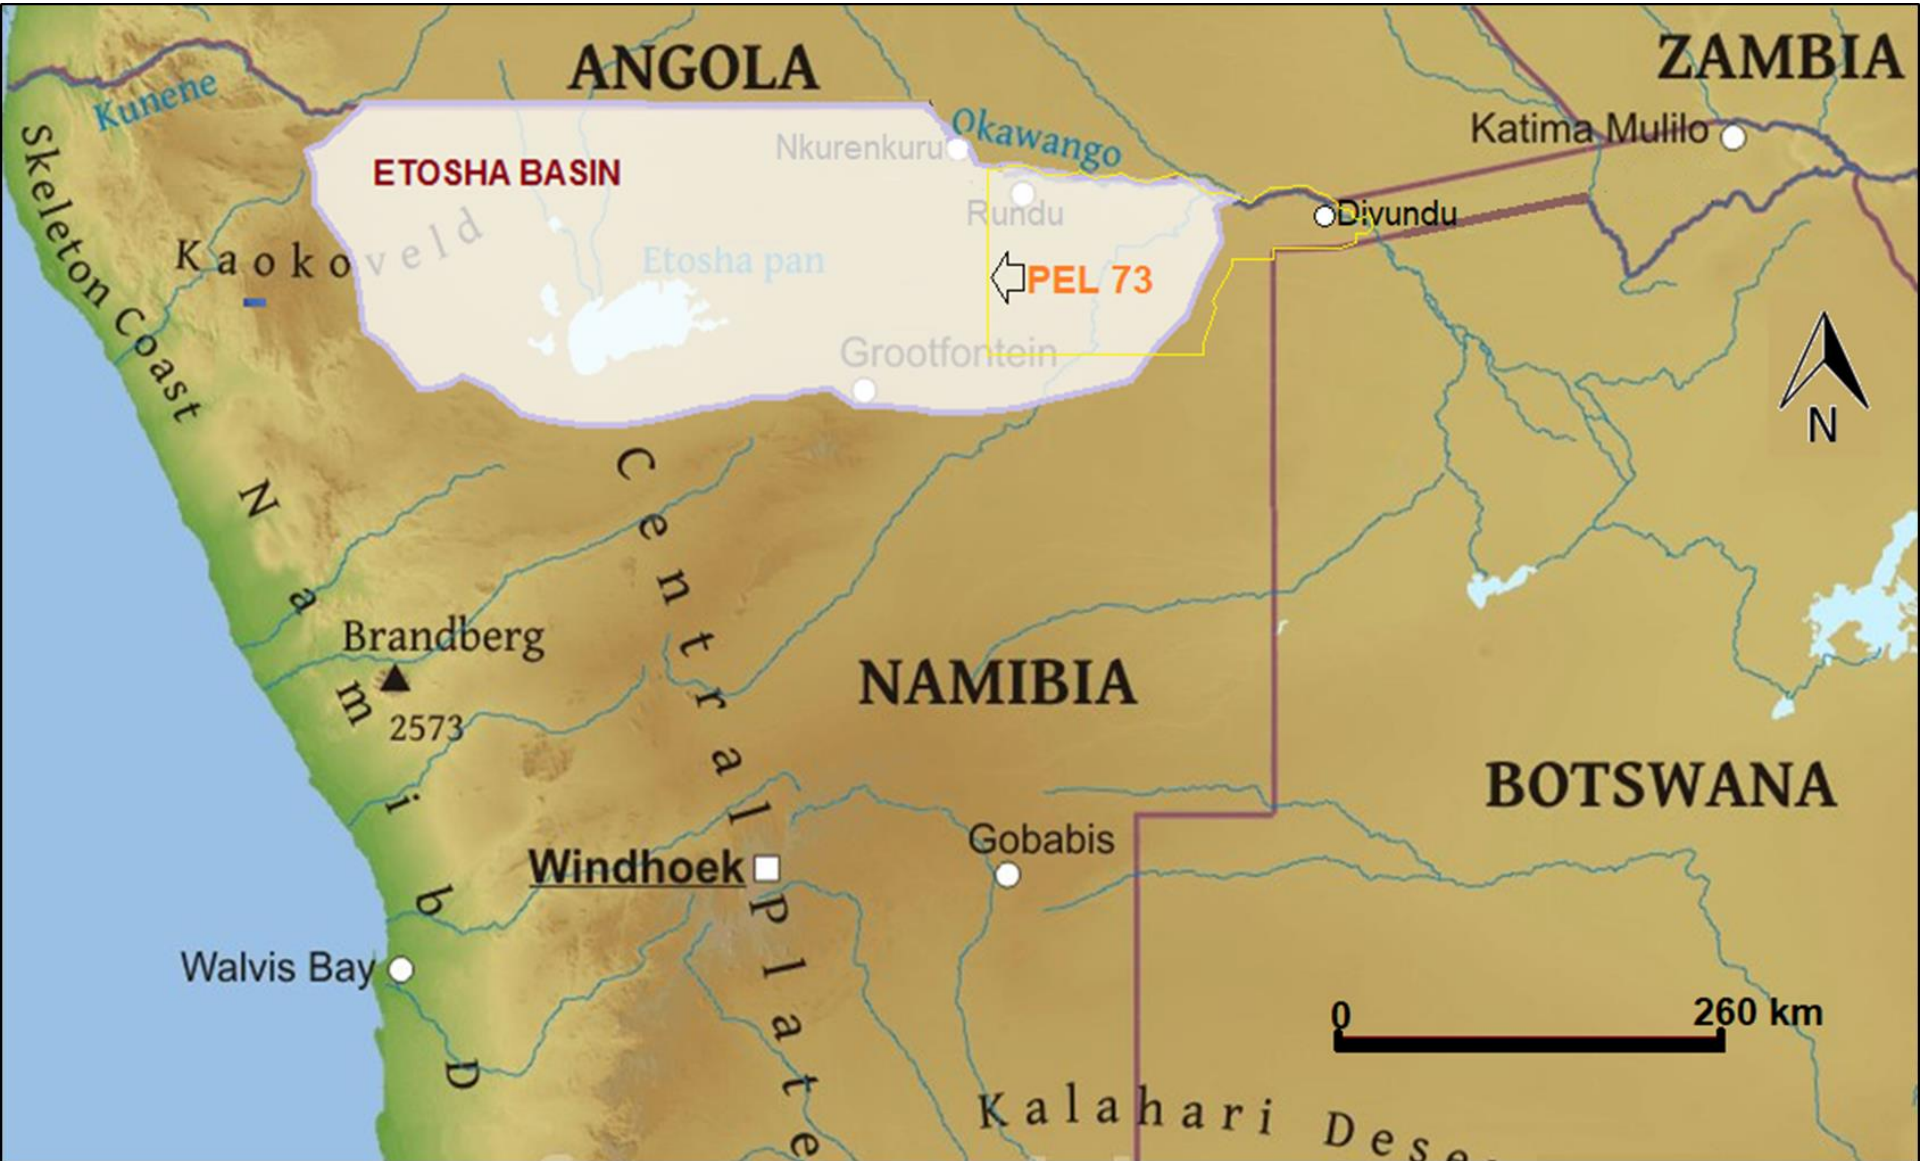 ANGOLA
ZAMBIA
Kunene
Okawango
Katima Mulilo
Nkurenkuru
ETOSHA BASIN
Skeleton Coast
Rundu
Divundu
Kaokoveld
Etosha pan
PEL 73
Grootfontein
N
Namib D
Central Plate
Brandberg
2573
NAMIBIA
BOTSWANA
Gobabis
Windhoek
Walvis Bay
0
260 km
Kalahari Dese